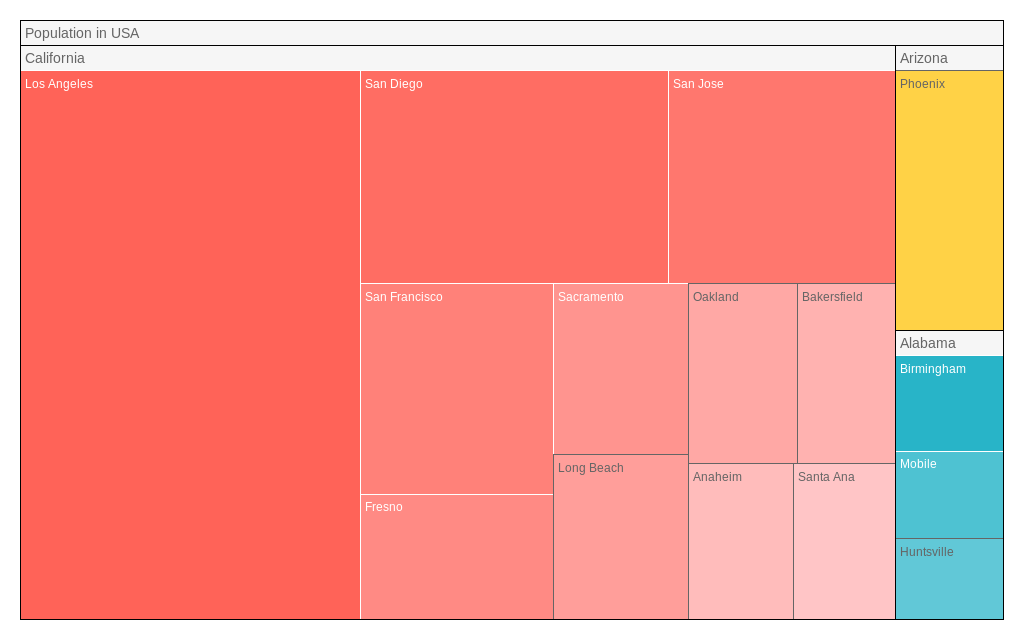 Population in USA
California
Arizona
Los Angeles
San Diego
San Jose
Phoenix
San Francisco
Sacramento
Oakland
Bakersfield
Alabama
Birmingham
Mobile
Long Beach
Anaheim
Santa Ana
Fresno
Huntsville